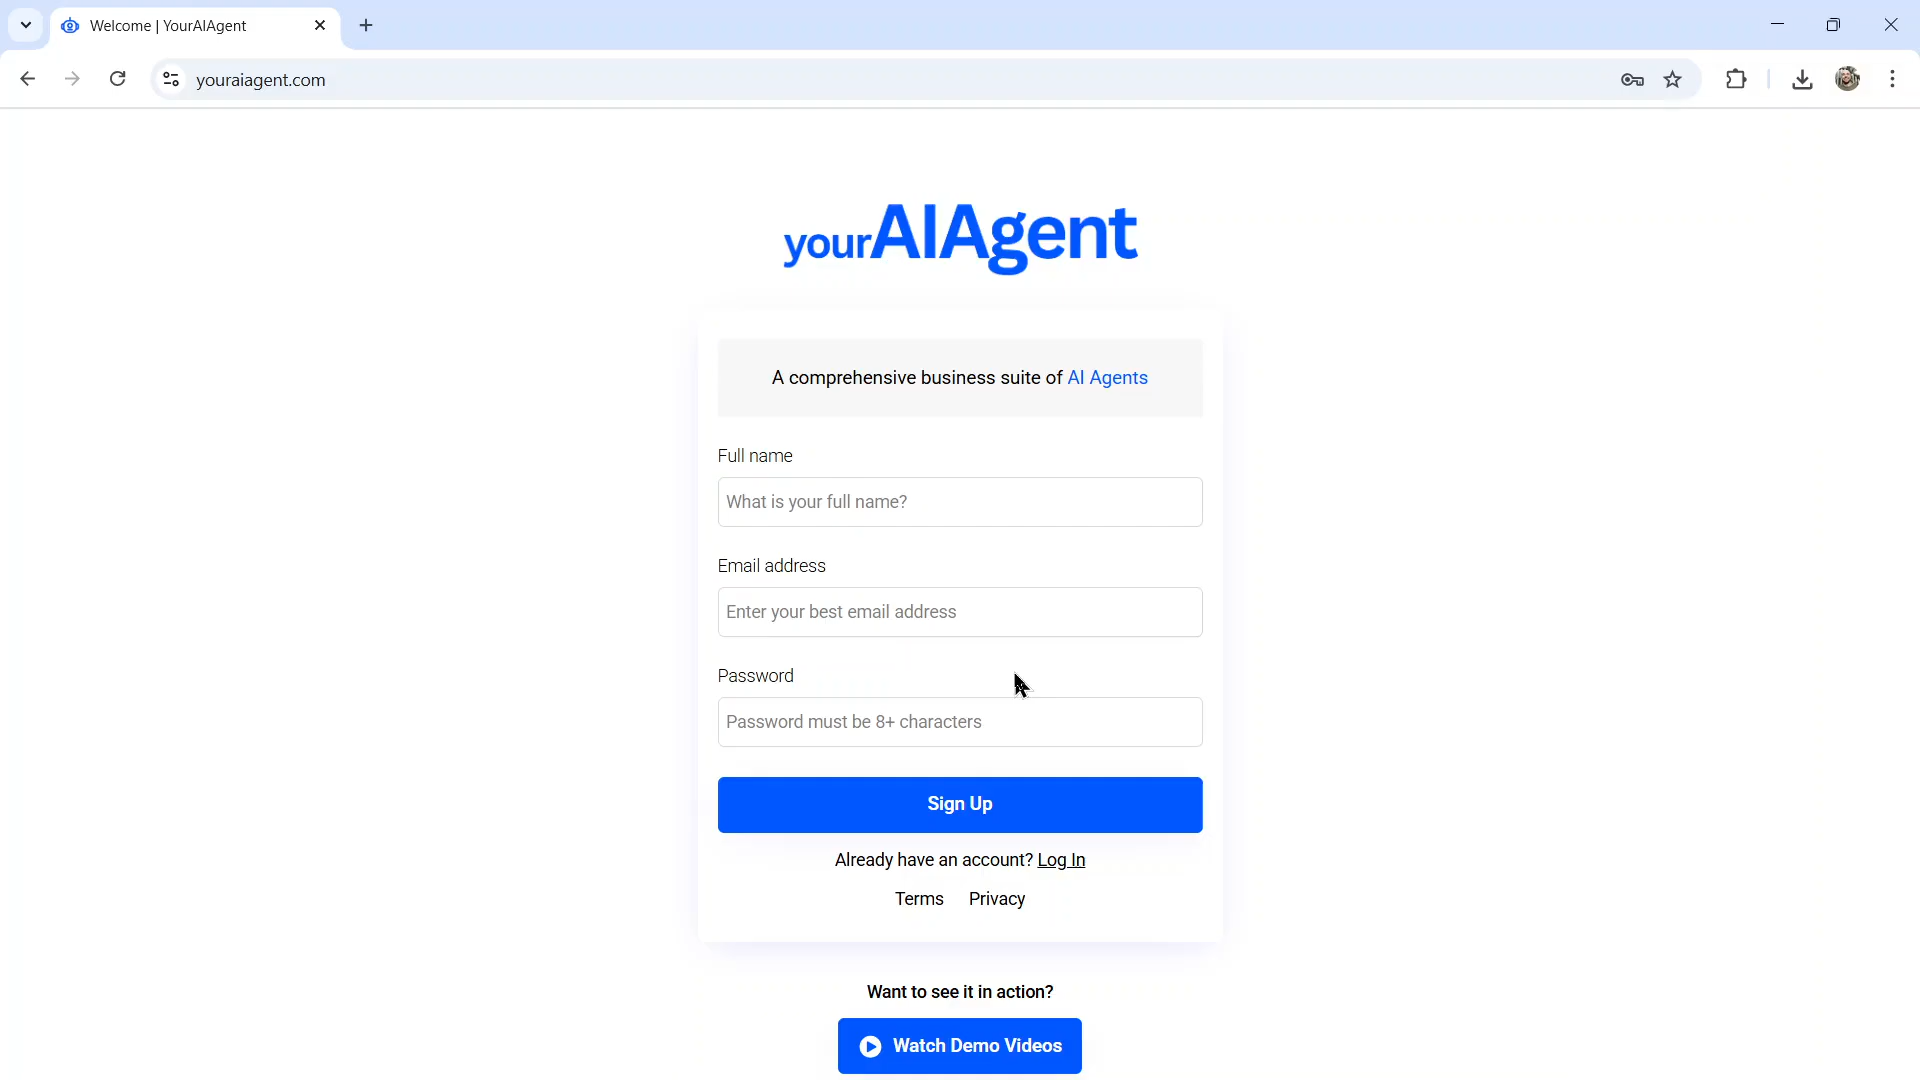 Welcome | YourAIAgent
youraiagent.com
yourAIAgent
A comprehensive business suite of AI Agents
Full name
What is your full name?
Email address
Enter your best email address
Password
Password must be 8+ characters
Sign Up
Already have an account? Log In
Terms Privacy
Want to see it in action?
Watch Demo Videos